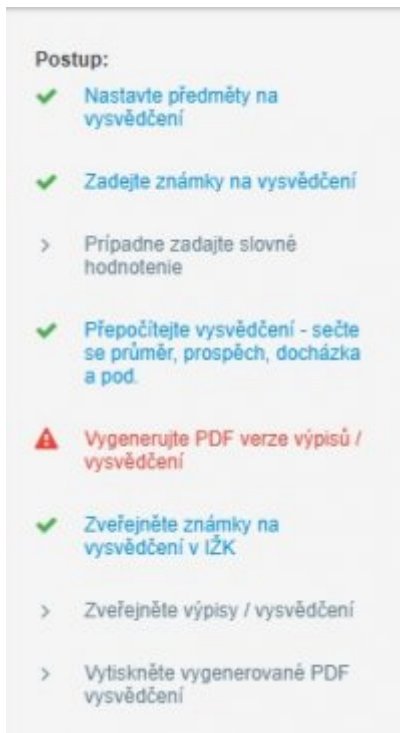 Postup:
Nastavte předměty na
vysvědčení
Zadejte známky na vysvědčení
Prípadne zadajte slovné
hodnotenie
Přepočítejte vysvědčení - sečte
se průměr, prospěch, docházka
a pod.
Vygenerujte PDF verze výpisů /
vysvědčení
Zveřejněte známky na
vysvědčení v IŽK
Zveřejněte výpisy / vysvědčení
Vytiskněte vygenerované PDF
vysvědčení